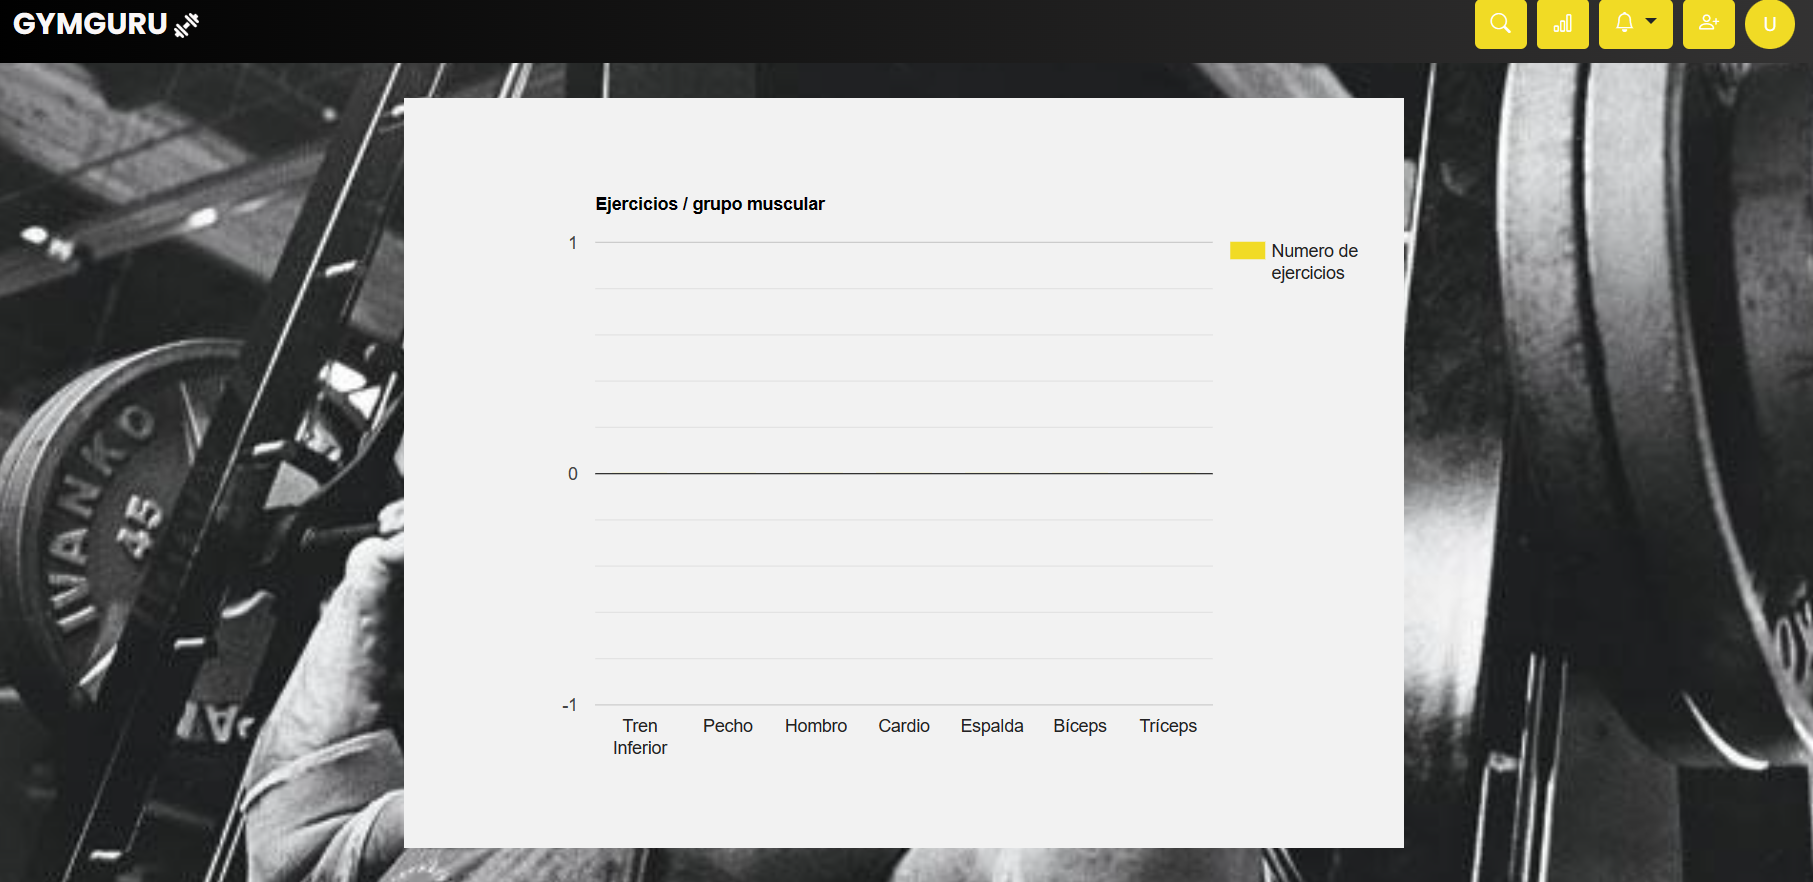 GYMGURU
U
Ejercicios / grupo muscular
1
Numero de
ejercicios
0
-1
Tren
Inferior
Pecho
Hombro
Cardio
Espalda
Bíceps
Tríceps
IVANKO
45